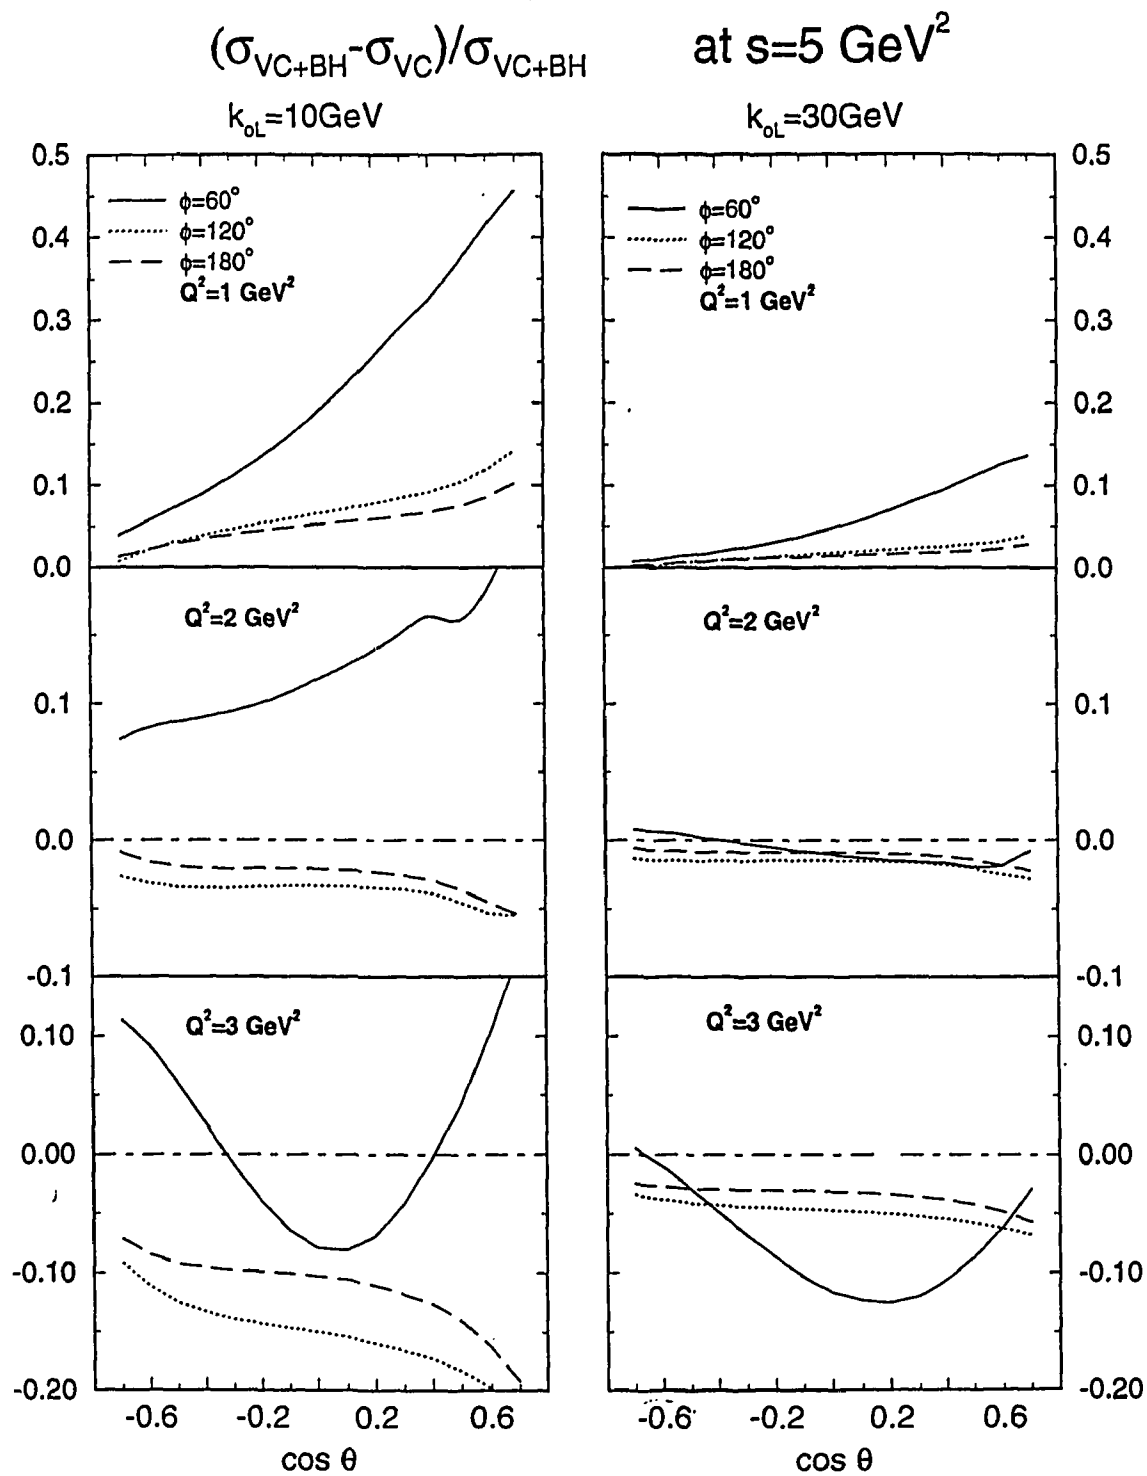 (σVC+BH-σVC)/σVC+BH at s=5 GeV²
koL=10GeV
0.5
ϕ=60°
ϕ=120°
ϕ=180°
Q²=1 GeV²
0.4
0.3
0.2
0.1
0.0
Q²=2 GeV²
0.1
0.0
-0.1
Q²=3 GeV²
0.10
0.00
-0.10
-0.20
-0.6 -0.2 0.2 0.6
cos θ
koL=30GeV
0.5
ϕ=60°
ϕ=120°
ϕ=180°
Q²=1 GeV²
0.4
0.3
0.2
0.1
0.0
Q²=2 GeV²
0.1
0.0
-0.1
Q²=3 GeV²
0.10
0.00
-0.10
-0.20
-0.6 -0.2 0.2 0.6
cos θ